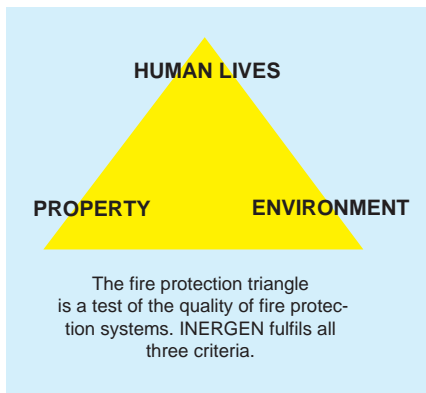 HUMAN LIVES
PROPERTY
ENVIRONMENT
The fire protection triangle
is a test of the quality of fire protec-
tion systems. INERGEN fulfils all
three criteria.